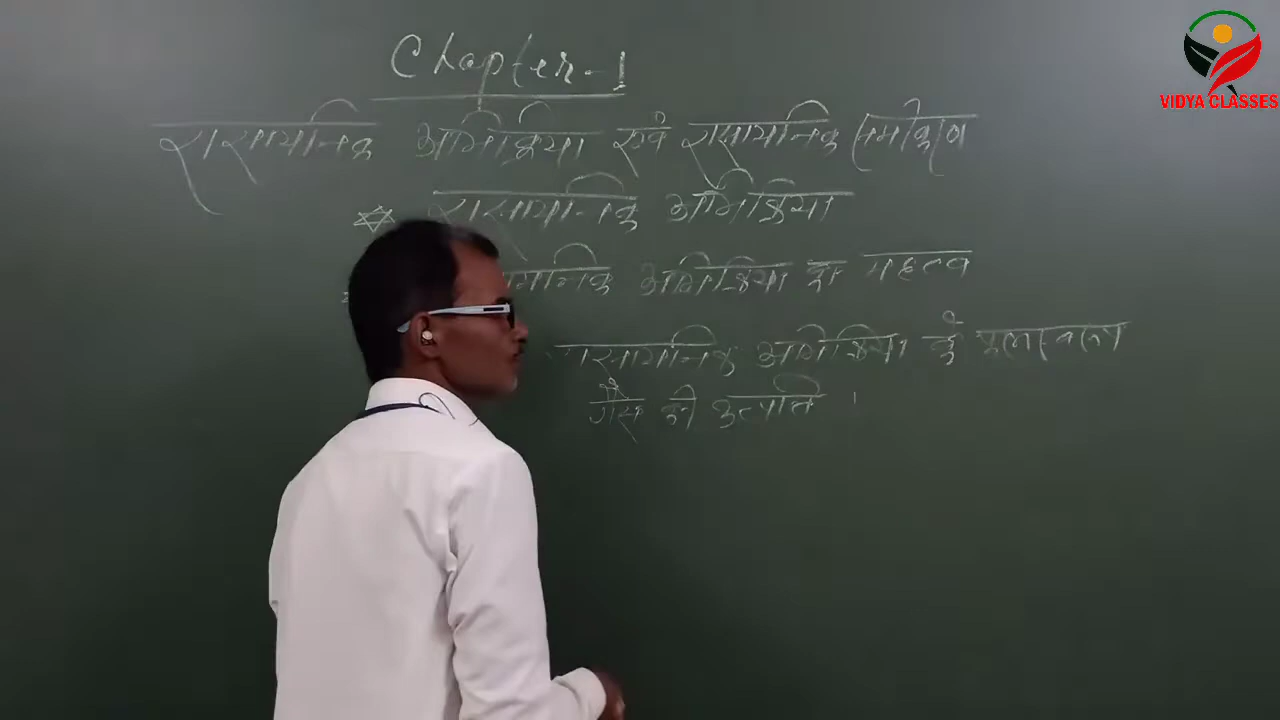 Chapter-1
रासायनिक अभिक्रिया एवं रासायनिक समीकरण
रासायनिक अभिक्रिया
अभिक्रिया का महत्व
रासायनिक अभिक्रिया के फलस्वरूप
गैस की उत्पत्ति ।
VIDYA CLASSES